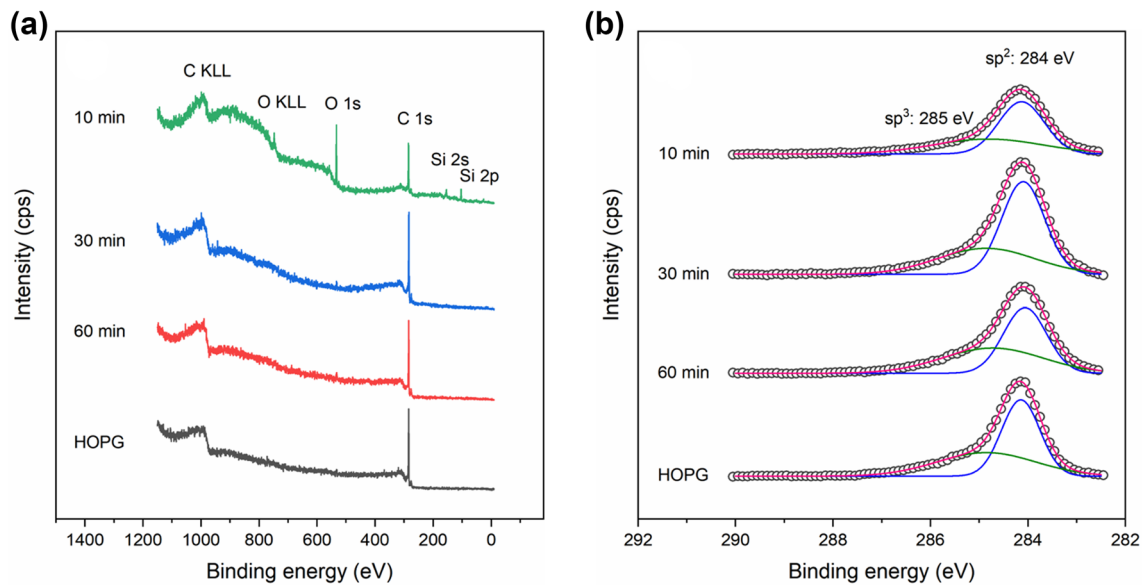 (a)
C KLL
O KLL
O 1s
C 1s
Si 2s
Si 2p
10 min
30 min
60 min
HOPG
Intensity (cps)
1400 1200 1000 800 600 400 200 0
Binding energy (eV)
(b)
sp²: 284 eV
sp³: 285 eV
10 min
30 min
60 min
HOPG
Intensity (cps)
292 290 288 286 284 282
Binding energy (eV)